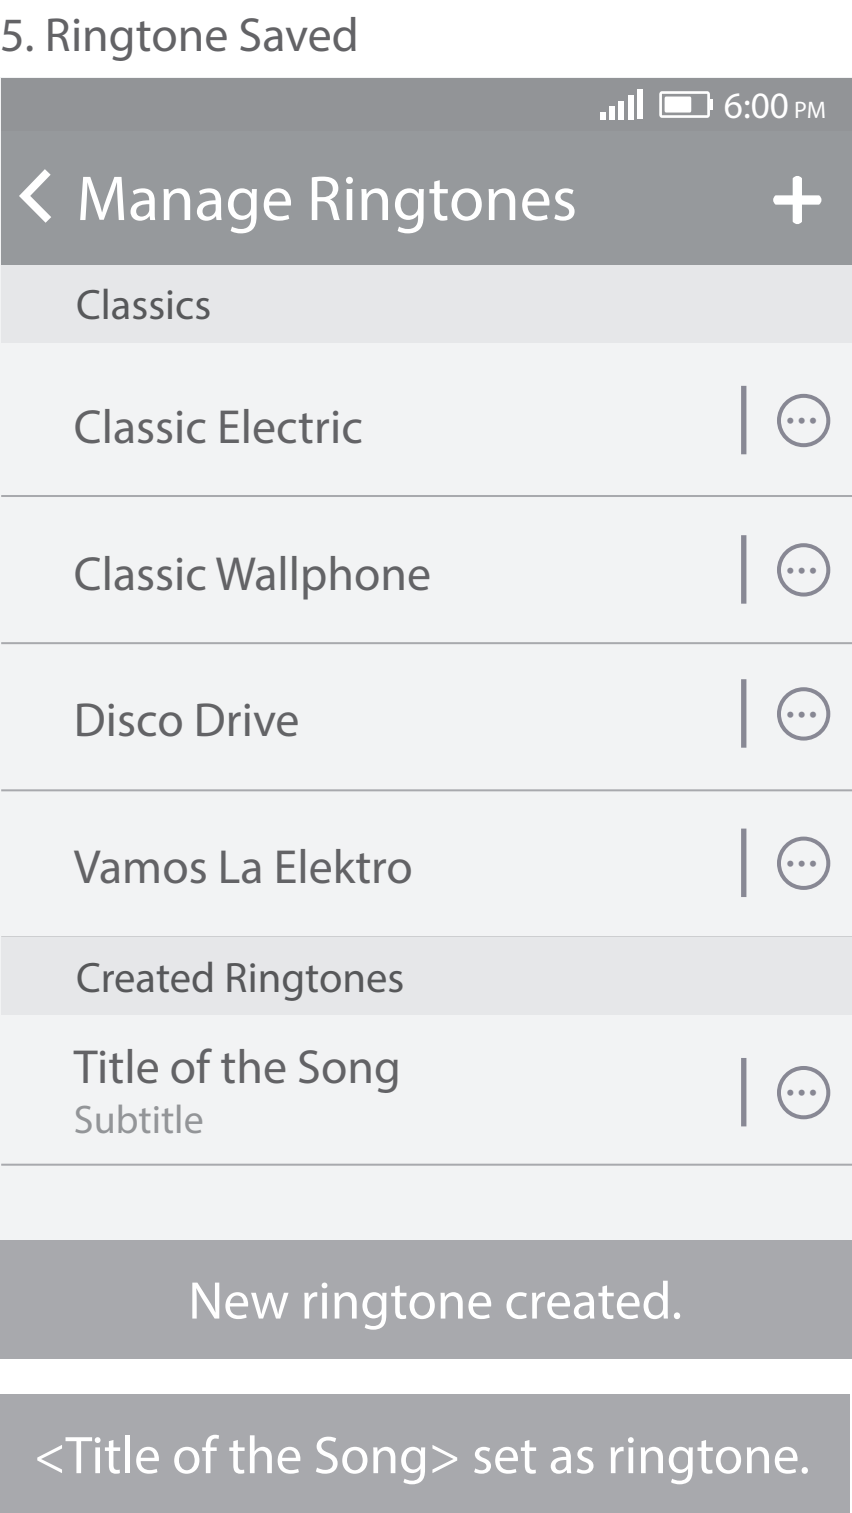 5. Ringtone Saved
6:00 PM
Manage Ringtones
Classics
Classic Electric
Classic Wallphone
Disco Drive
Vamos La Elektro
Created Ringtones
Title of the Song
Subtitle
New ringtone created.
<Title of the Song> set as ringtone.